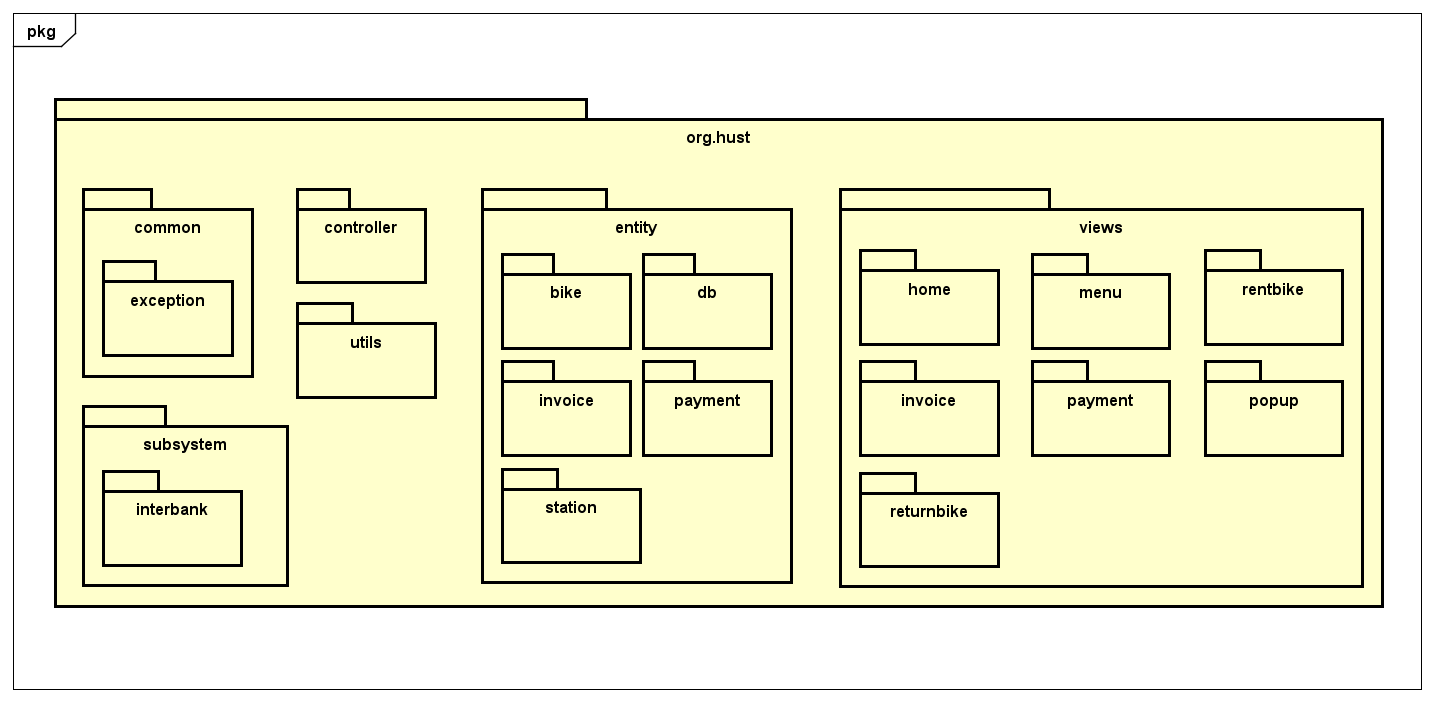 pkg
org.hust
common
exception
controller
utils
subsystem
interbank
entity
bike
db
invoice
payment
station
views
home
menu
rentbike
invoice
payment
popup
returnbike